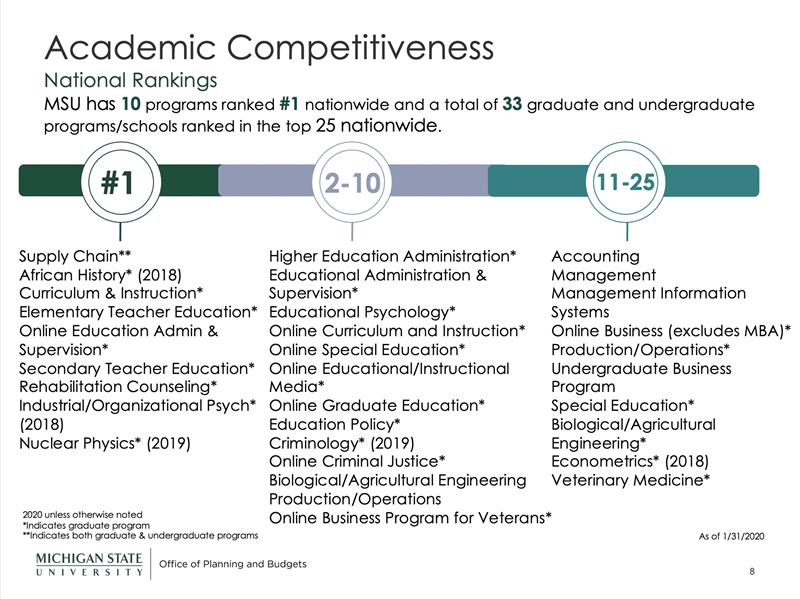 Academic Competitiveness
National Rankings
MSU has 10 programs ranked #1 nationwide and a total of 33 graduate and undergraduate
programs/schools ranked in the top 25 nationwide.
#1
2-10
11-25
Supply Chain**
African History* (2018)
Curriculum & Instruction*
Elementary Teacher Education*
Online Education Admin &
Supervision*
Secondary Teacher Education*
Rehabilitation Counseling*
Industrial/Organizational Psych*
(2018)
Nuclear Physics* (2019)
Higher Education Administration*
Educational Administration &
Supervision*
Educational Psychology*
Online Curriculum and Instruction*
Online Special Education*
Online Educational/Instructional
Media*
Online Graduate Education*
Education Policy*
Criminology* (2019)
Online Criminal Justice*
Biological/Agricultural Engineering
Production/Operations
Online Business Program for Veterans*
Accounting
Management
Management Information
Systems
Online Business (excludes MBA)*
Production/Operations*
Undergraduate Business
Program
Special Education*
Biological/Agricultural
Engineering*
Econometrics* (2018)
Veterinary Medicine*
2020 unless otherwise noted
*Indicates graduate program
**Indicates both graduate & undergraduate programs
As of 1/31/2020
MICHIGAN STATE
UNIVERSITY
Office of Planning and Budgets
8